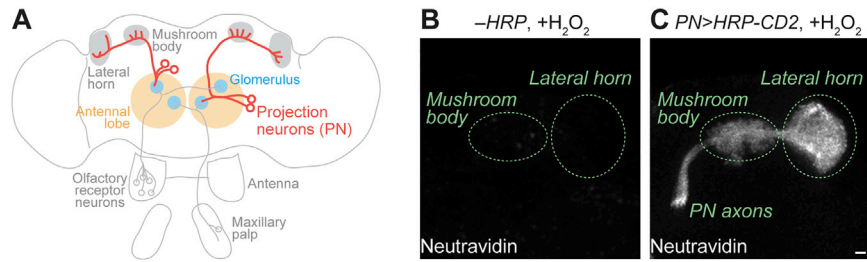 A
Mushroom
body
Lateral
horn
Glomerulus
Antennal
lobe
Projection
neurons (PN)
Olfactory
receptor
neurons
Antenna
Maxillary
palp
B
–HRP, +H₂O₂
Mushroom
body
Lateral horn
Neutravidin
C
PN>HRP-CD2, +H₂O₂
Mushroom
body
Lateral horn
PN axons
Neutravidin